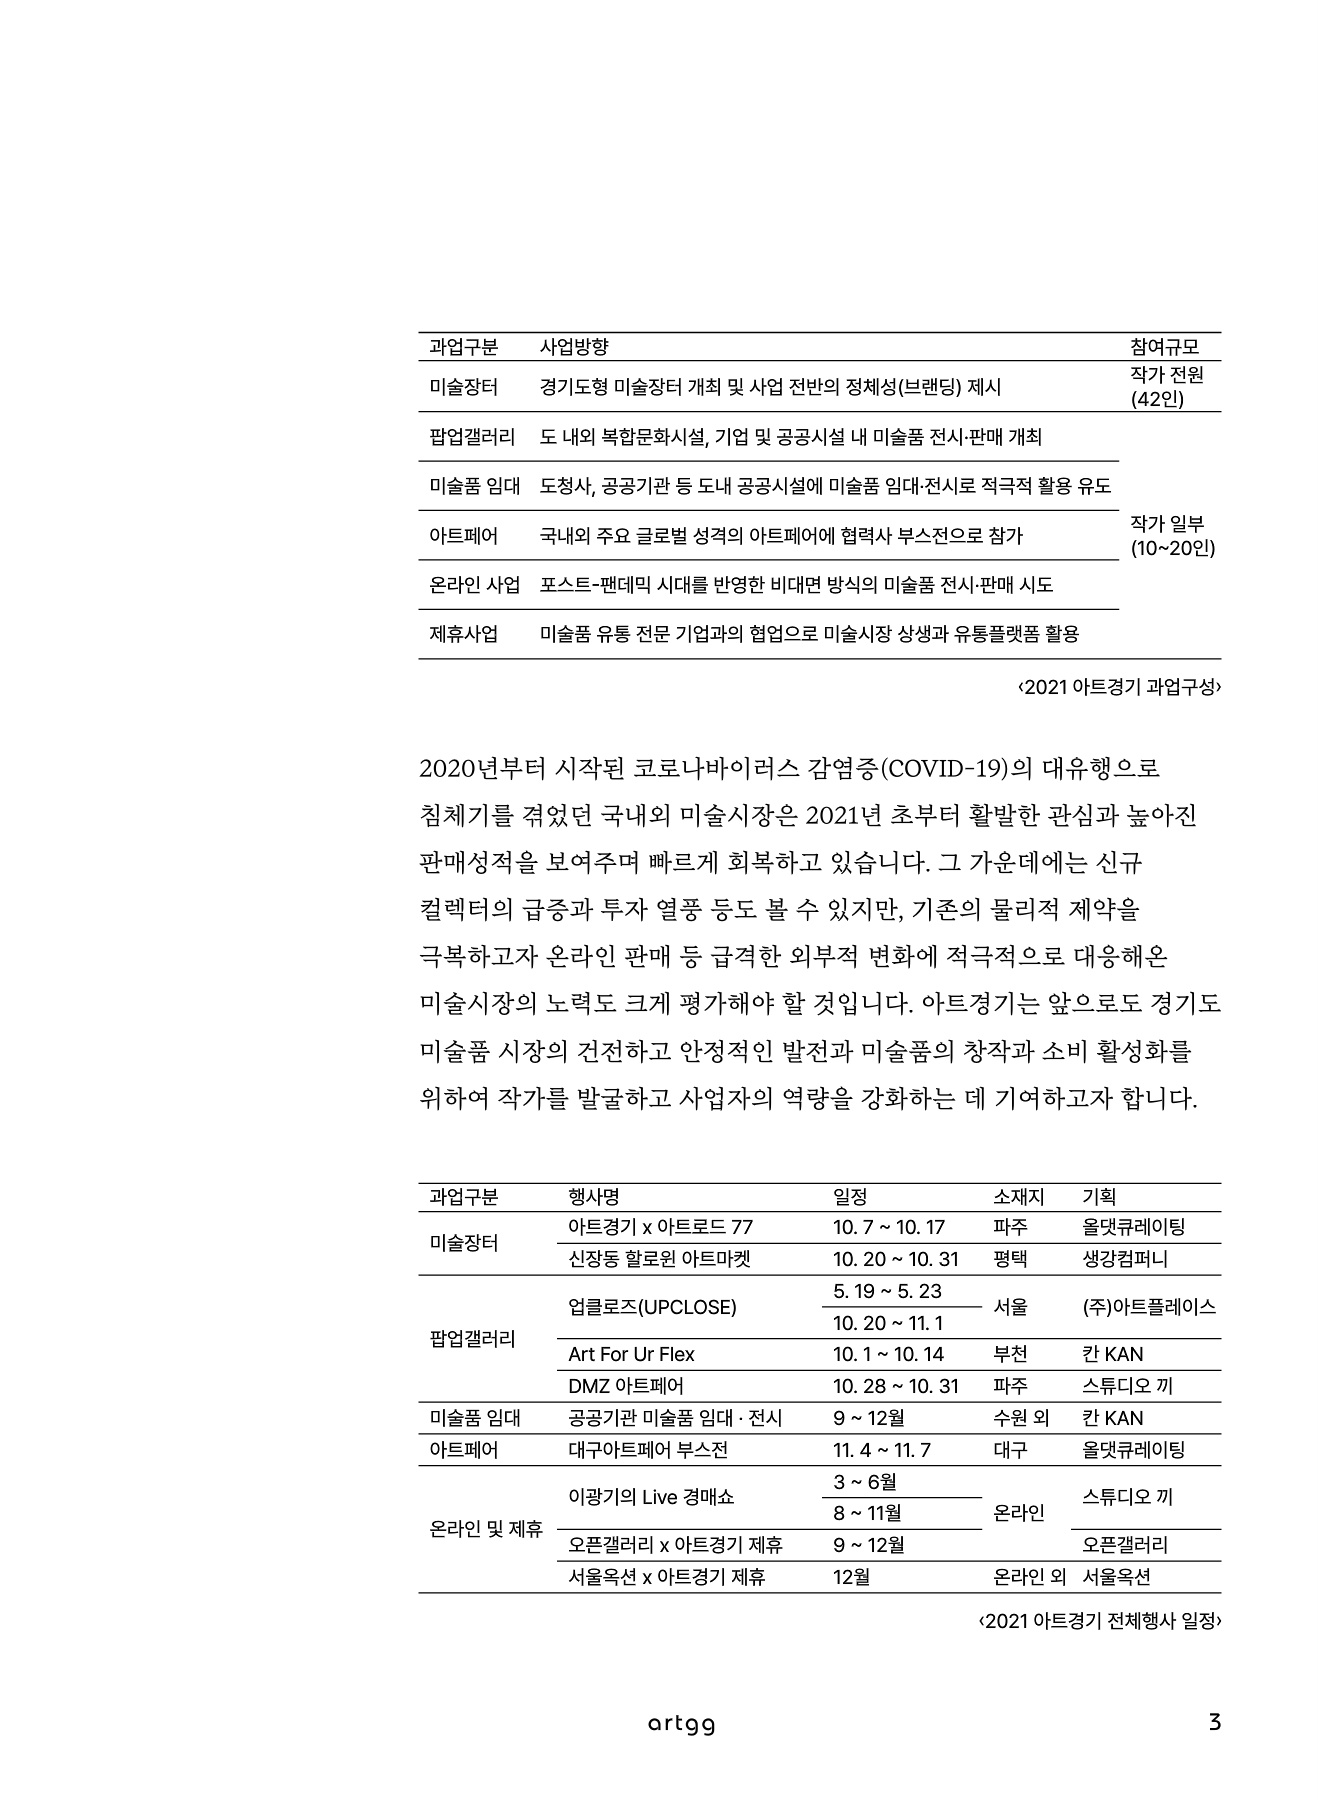 과업구분 사업방향 참여규모
미술장터 경기도형 미술장터 개최 및 사업 전반의 정체성(브랜딩) 제시 작가 전원
(42인)
팝업갤러리 도 내외 복합문화시설, 기업 및 공공시설 내 미술품 전시·판매 개최
미술품 임대 도청사, 공공기관 등 도내 공공시설에 미술품 임대·전시로 적극적 활용 유도
아트페어 국내외 주요 글로벌 성격의 아트페어에 협력사 부스전으로 참가 작가 일부
(10~20인)
온라인 사업 포스트-팬데믹 시대를 반영한 비대면 방식의 미술품 전시·판매 시도
제휴사업 미술품 유통 전문 기업과의 협업으로 미술시장 상생과 유통플랫폼 활용
‹2021 아트경기 과업구성›
2020년부터 시작된 코로나바이러스 감염증(COVID-19)의 대유행으로
침체기를 겪었던 국내외 미술시장은 2021년 초부터 활발한 관심과 높아진
판매성적을 보여주며 빠르게 회복하고 있습니다. 그 가운데에는 신규
컬렉터의 급증과 투자 열풍 등도 볼 수 있지만, 기존의 물리적 제약을
극복하고자 온라인 판매 등 급격한 외부적 변화에 적극적으로 대응해온
미술시장의 노력도 크게 평가해야 할 것입니다. 아트경기는 앞으로도 경기도
미술품 시장의 건전하고 안정적인 발전과 미술품의 창작과 소비 활성화를
위하여 작가를 발굴하고 사업자의 역량을 강화하는 데 기여하고자 합니다.
과업구분 행사명 일정 소재지 기획
미술장터 아트경기 x 아트로드 77 10. 7 ~ 10. 17 파주 올댓큐레이팅
신장동 할로윈 아트마켓 10. 20 ~ 10. 31 평택 생강컴퍼니
팝업갤러리 업클로즈(UPCLOSE) 5. 19 ~ 5. 23 서울 (주)아트플레이스
10. 20 ~ 11. 1
Art For Ur Flex 10. 1 ~ 10. 14 부천 칸 KAN
DMZ 아트페어 10. 28 ~ 10. 31 파주 스튜디오 끼
미술품 임대 공공기관 미술품 임대 · 전시 9 ~ 12월 수원 외 칸 KAN
아트페어 대구아트페어 부스전 11. 4 ~ 11. 7 대구 올댓큐레이팅
온라인 및 제휴 이광기의 Live 경매쇼 3 ~ 6월 온라인 스튜디오 끼
8 ~ 11월
오픈갤러리 x 아트경기 제휴 9 ~ 12월 오픈갤러리
서울옥션 x 아트경기 제휴 12월 온라인 외 서울옥션
‹2021 아트경기 전체행사 일정›
artgg 3